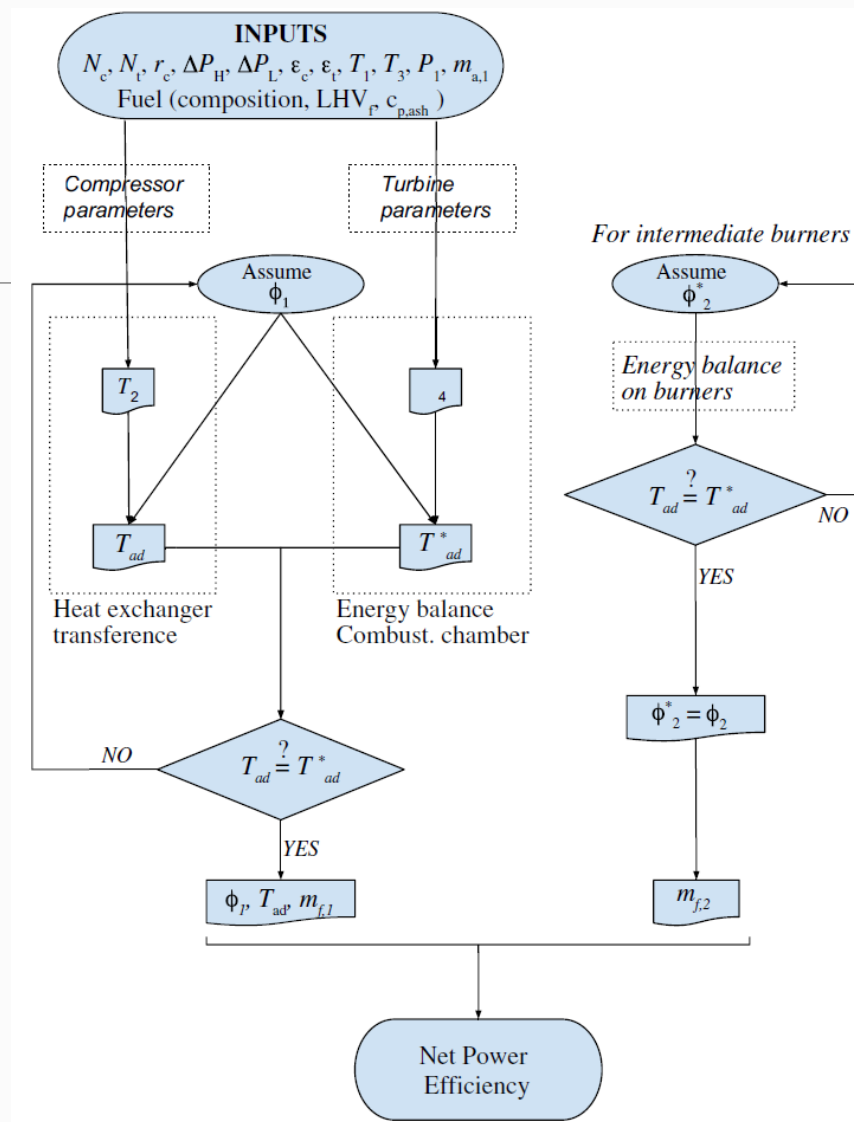 INPUTS
N_c, N_t, r_c, ΔP_H, ΔP_L, ε_c, ε_t, T_1, T_3, P_1, m_a,1
Fuel (composition, LHV_f, c_p,ash )
Compressor
parameters
Turbine
parameters
For intermediate burners
Assume
ϕ_1
Assume
ϕ*_2
T_2
4
Energy balance
on burners
T_ad
T*_ad
?
T_ad = T*_ad
NO
YES
Heat exchanger
transference
Energy balance
Combust. chamber
ϕ*_2 = ϕ_2
NO
?
T_ad = T*_ad
YES
ϕ_1, T_ad, m_f,1
m_f,2
Net Power
Efficiency